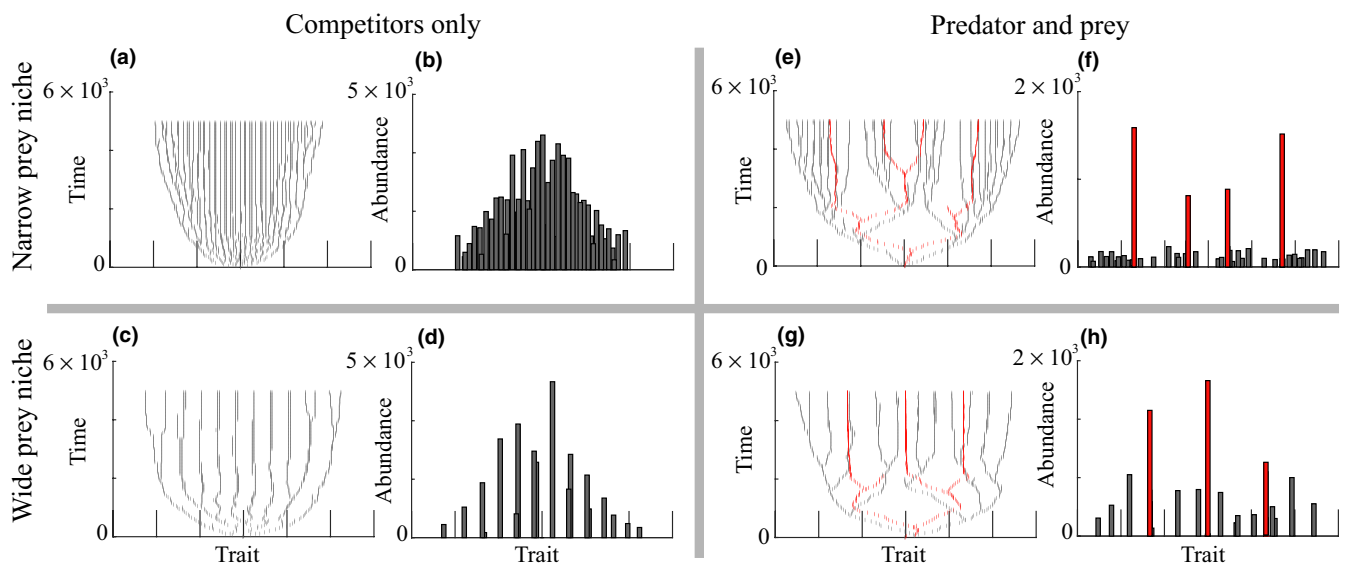 Competitors only
Predator and prey
Narrow prey niche
Wide prey niche
(a)
6 × 10³
Time
0
(b)
5 × 10³
Abundance
0
(e)
6 × 10³
Time
0
(f)
2 × 10³
Abundance
0
(c)
6 × 10³
Time
0
Trait
(d)
5 × 10³
Abundance
0
(g)
6 × 10³
Time
0
Trait
(h)
2 × 10³
Abundance
0
Trait